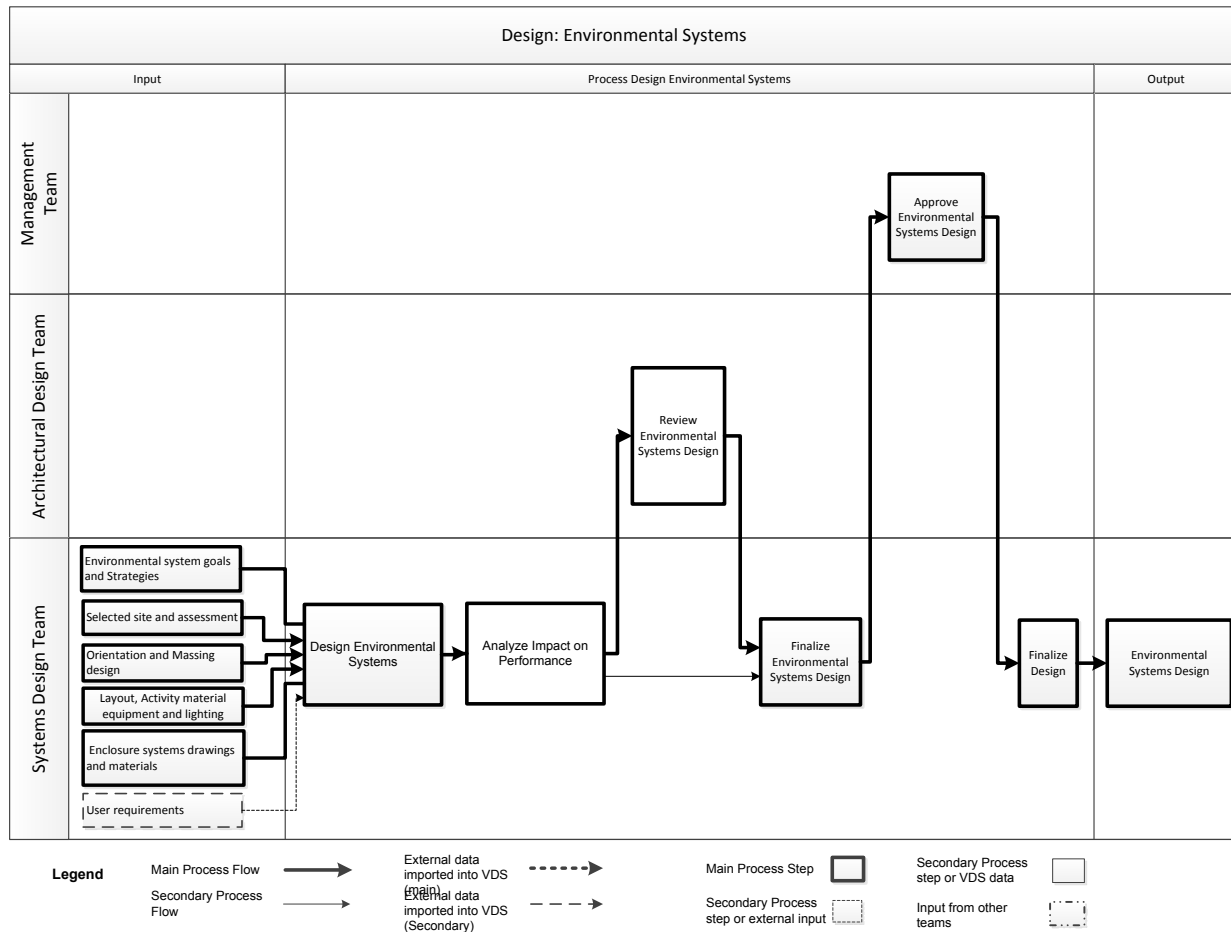 Design: Environmental Systems
Input
Process Design Environmental Systems
Output
Management
Team
Approve
Environmental
Systems Design
Architectural Design Team
Review
Environmental
Systems Design
Systems Design Team
Environmental system goals
and Strategies
Selected site and assessment
Orientation and Massing
design
Layout, Activity material
equipment and lighting
Enclosure systems drawings
and materials
User requirements
Design Environmental
Systems
Analyze Impact on
Performance
Finalize
Environmental
Systems Design
Finalize
Design
Environmental
Systems Design
Legend
Main Process Flow
Secondary Process
Flow
External data
imported into VDS
(main)
External data
imported into VDS
(Secondary)
Main Process Step
Secondary Process
step or external input
Secondary Process
step or VDS data
Input from other
teams